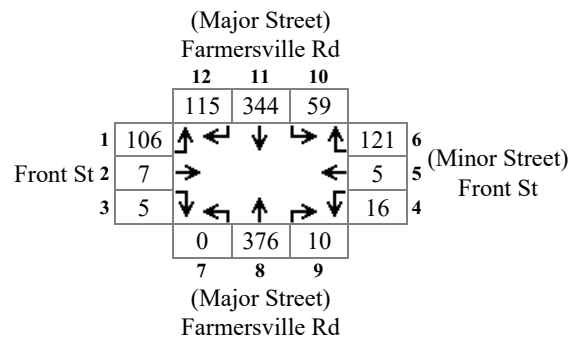 (Major Street)
Farmersville Rd
12 11 10
115 344 59
1 106 121 6
Front St 2 7 5 5 (Minor Street)
3 5 16 4 Front St
0 376 10
7 8 9
(Major Street)
Farmersville Rd